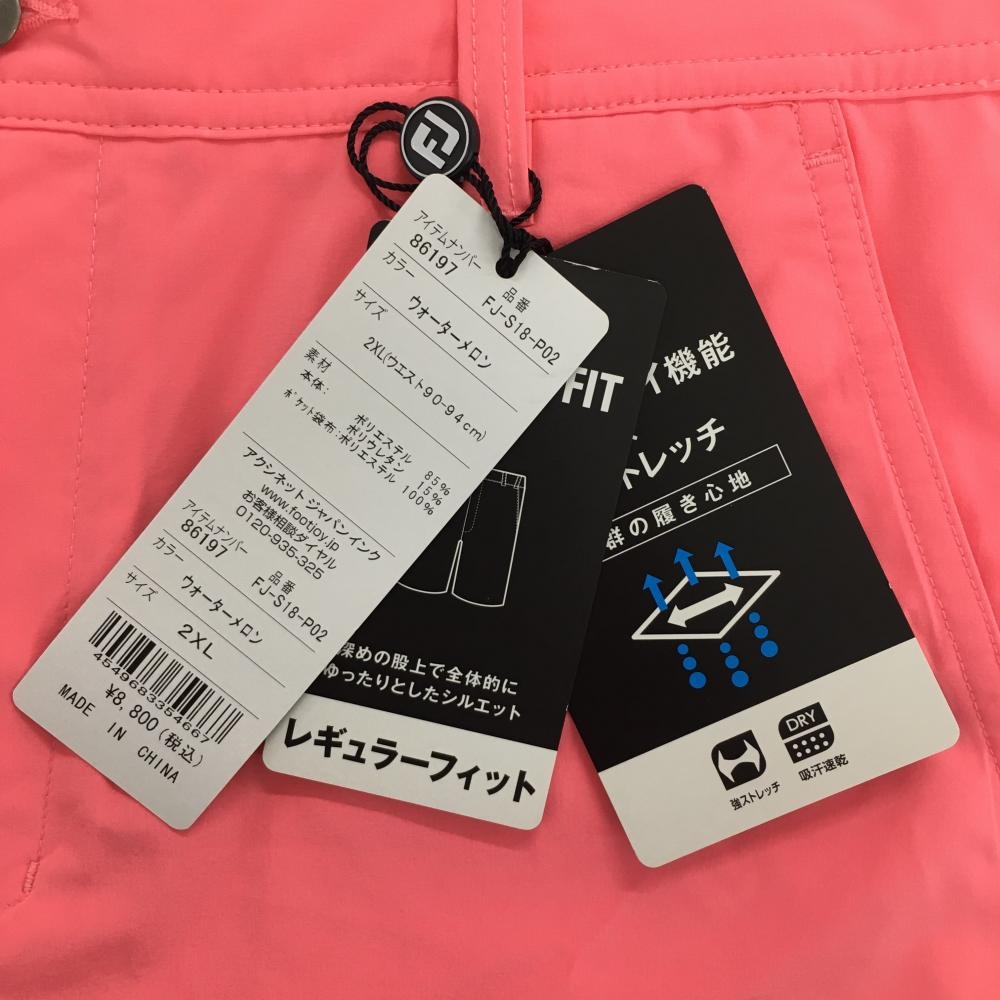 FJ
アイテムナンバー 品番
86197 FJ-S18-P02
カラー
ウォーターメロン
サイズ
2XL(ウエスト90-94cm)
素材
本体:
ポリエステル 85%
ポリウレタン 15%
ポケット袋布:ポリエステル 100%
アクシネット ジャパンインク
www.footjoy.jp
お客様相談ダイヤル
0120-935-325
アイテムナンバー 品番
86197 FJ-S18-P02
カラー
ウォーターメロン
サイズ
2XL
4549683354667
¥8,800(税込)
MADE IN CHINA
FIT
深めの股上で全体的に
ゆったりとしたシルエット
レギュラーフィット
イ機能
トレッチ
群の履き心地
強ストレッチ
DRY
吸汗速乾